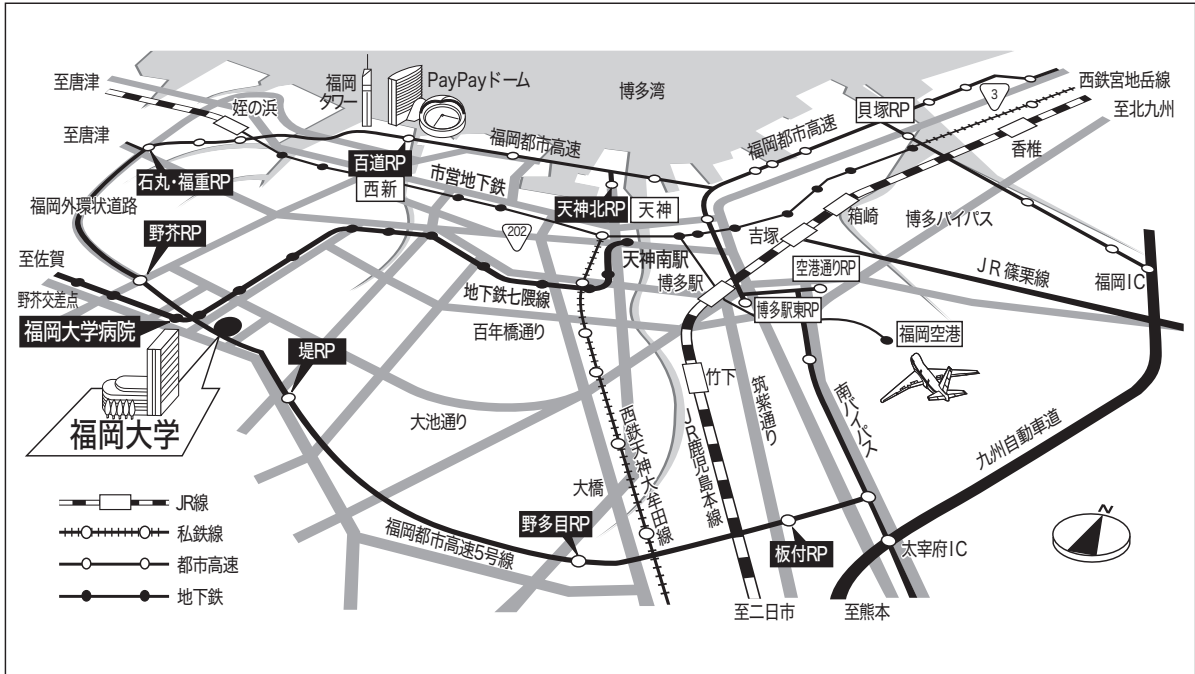 至唐津
姪の浜
福岡
タワー
PayPayドーム
博多湾
3
西鉄宮地岳線
至北九州
貝塚RP
至唐津
福岡都市高速
福岡都市高速
香椎
石丸・福重RP
百道RP
西新
市営地下鉄
天神北RP
天神
箱崎
博多バイパス
福岡外環状道路
野芥RP
202
吉塚
至佐賀
天神南駅
空港通りRP
JR篠栗線
福岡IC
野芥交差点
地下鉄七隈線
博多駅
博多駅東RP
福岡大学病院
百年橋通り
福岡空港
堤RP
竹下
筑紫通り
南バイパス
福岡大学
大池通り
西鉄天神大牟田線
JR鹿児島本線
九州自動車道
大橋
JR線
私鉄線
都市高速
地下鉄
福岡都市高速5号線
野多目RP
板付RP
太宰府IC
N
至二日市
至熊本